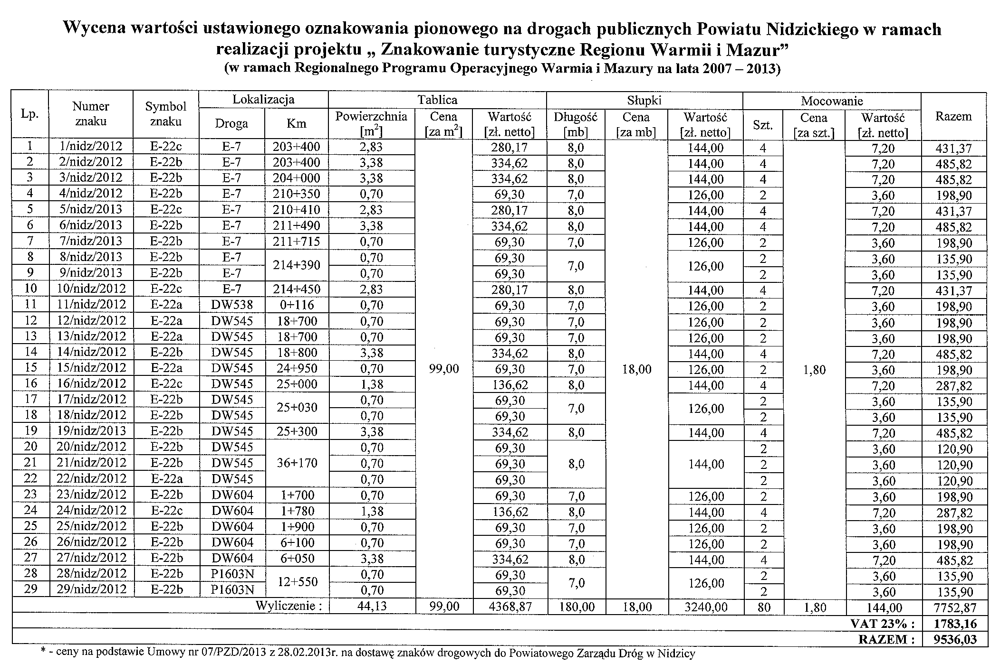 Wycena wartości ustawionego oznakowania pionowego na drogach publicznych Powiatu Nidzickiego w ramach
realizacji projektu „ Znakowanie turystyczne Regionu Warmii i Mazur”
(w ramach Regionalnego Programu Operacyjnego Warmia i Mazury na lata 2007 – 2013)
Lp. Numer znaku Symbol znaku Lokalizacja Tablica Słupki Mocowanie Razem
Droga Km Powierzchnia [m²] Cena [za m²] Wartość [zł. netto] Długość [mb] Cena [za mb] Wartość [zł. netto] Szt. Cena [za szt.] Wartość [zł. netto]
1 1/nidz/2012 E-22c E-7 203+400 2,83 280,17 8,0 144,00 4 7,20 431,37
2 2/nidz/2012 E-22b E-7 203+400 3,38 334,62 8,0 144,00 4 7,20 485,82
3 3/nidz/2012 E-22b E-7 204+000 3,38 334,62 8,0 144,00 4 7,20 485,82
4 4/nidz/2012 E-22b E-7 210+350 0,70 69,30 7,0 126,00 2 3,60 198,90
5 5/nidz/2013 E-22c E-7 210+410 2,83 280,17 8,0 144,00 4 7,20 431,37
6 6/nidz/2013 E-22b E-7 211+490 3,38 334,62 8,0 144,00 4 7,20 485,82
7 7/nidz/2013 E-22b E-7 211+715 0,70 69,30 7,0 126,00 2 3,60 198,90
8 8/nidz/2013 E-22b E-7 214+390 0,70 69,30 7,0 126,00 2 3,60 135,90
9 9/nidz/2013 E-22b E-7 0,70 69,30 2 3,60 135,90
10 10/nidz/2012 E-22c E-7 214+450 2,83 280,17 8,0 144,00 4 7,20 431,37
11 11/nidz/2012 E-22a DW538 0+116 0,70 69,30 7,0 126,00 2 3,60 198,90
12 12/nidz/2012 E-22a DW545 18+700 0,70 69,30 7,0 126,00 2 3,60 198,90
13 13/nidz/2012 E-22a DW545 18+700 0,70 69,30 7,0 126,00 2 3,60 198,90
14 14/nidz/2012 E-22b DW545 18+800 3,38 334,62 8,0 144,00 4 7,20 485,82
15 15/nidz/2012 E-22a DW545 24+950 0,70 99,00 69,30 7,0 18,00 126,00 2 1,80 3,60 198,90
16 16/nidz/2012 E-22c DW545 25+000 1,38 136,62 8,0 144,00 4 7,20 287,82
17 17/nidz/2012 E-22b DW545 25+030 0,70 69,30 7,0 126,00 2 3,60 135,90
18 18/nidz/2012 E-22b DW545 0,70 69,30 2 3,60 135,90
19 19/nidz/2013 E-22b DW545 25+300 3,38 334,62 8,0 144,00 4 7,20 485,82
20 20/nidz/2012 E-22b DW545 0,70 69,30 2 3,60 120,90
21 21/nidz/2012 E-22b DW545 36+170 0,70 69,30 8,0 144,00 2 3,60 120,90
22 22/nidz/2012 E-22a DW545 0,70 69,30 2 3,60 120,90
23 23/nidz/2012 E-22b DW604 1+700 0,70 69,30 7,0 126,00 2 3,60 198,90
24 24/nidz/2012 E-22c DW604 1+780 1,38 136,62 8,0 144,00 4 7,20 287,82
25 25/nidz/2012 E-22b DW604 1+900 0,70 69,30 7,0 126,00 2 3,60 198,90
26 26/nidz/2012 E-22b DW604 6+100 0,70 69,30 7,0 126,00 2 3,60 198,90
27 27/nidz/2012 E-22b DW604 6+050 3,38 334,62 8,0 144,00 4 7,20 485,82
28 28/nidz/2012 E-22b P1603N 12+550 0,70 69,30 7,0 126,00 2 3,60 135,90
29 29/nidz/2012 E-22b P1603N 0,70 69,30 2 3,60 135,90
Wyliczenie : 44,13 99,00 4368,87 180,00 18,00 3240,00 80 1,80 144,00 7752,87
VAT 23% : 1783,16
RAZEM : 9536,03
* - ceny na podstawie Umowy nr 07/PZD/2013 z 28.02.2013r. na dostawę znaków drogowych do Powiatowego Zarządu Dróg w Nidzicy